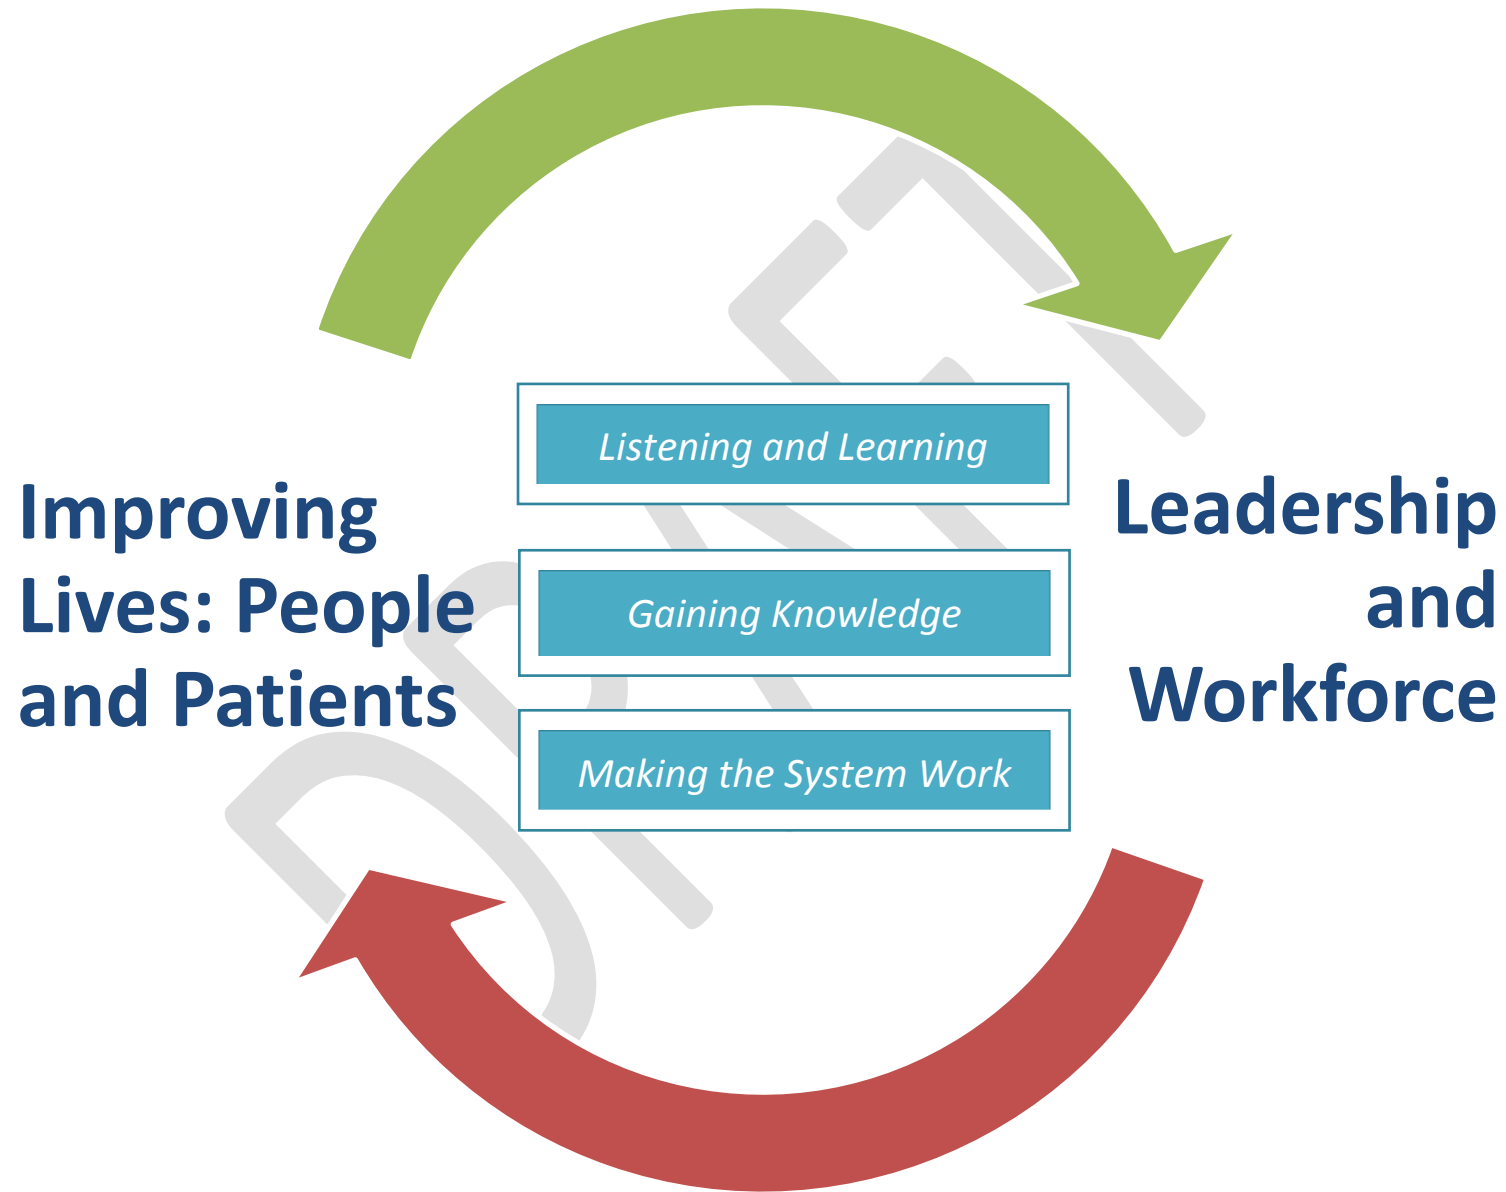 Improving
Lives: People
and Patients
Listening and Learning
Gaining Knowledge
Making the System Work
Leadership
and
Workforce
DRAFT